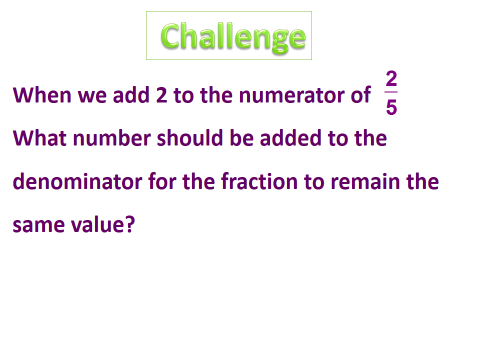 Challenge
When we add 2 to the numerator of 2/5
What number should be added to the
denominator for the fraction to remain the
same value?